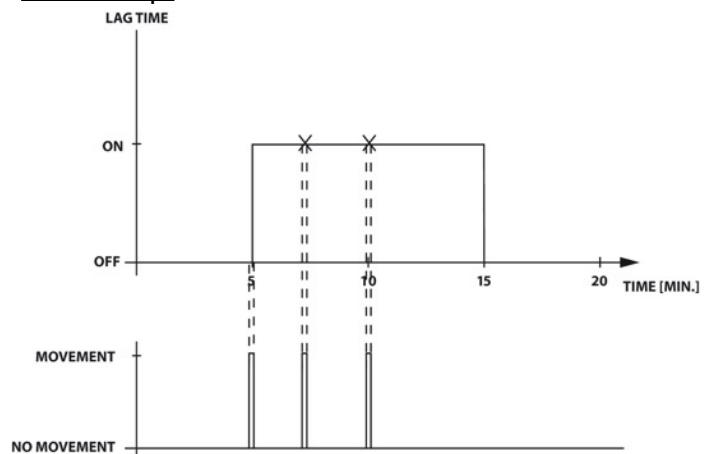 LAG TIME
ON
OFF
5 10 15 20 TIME [MIN.]
MOVEMENT
NO MOVEMENT